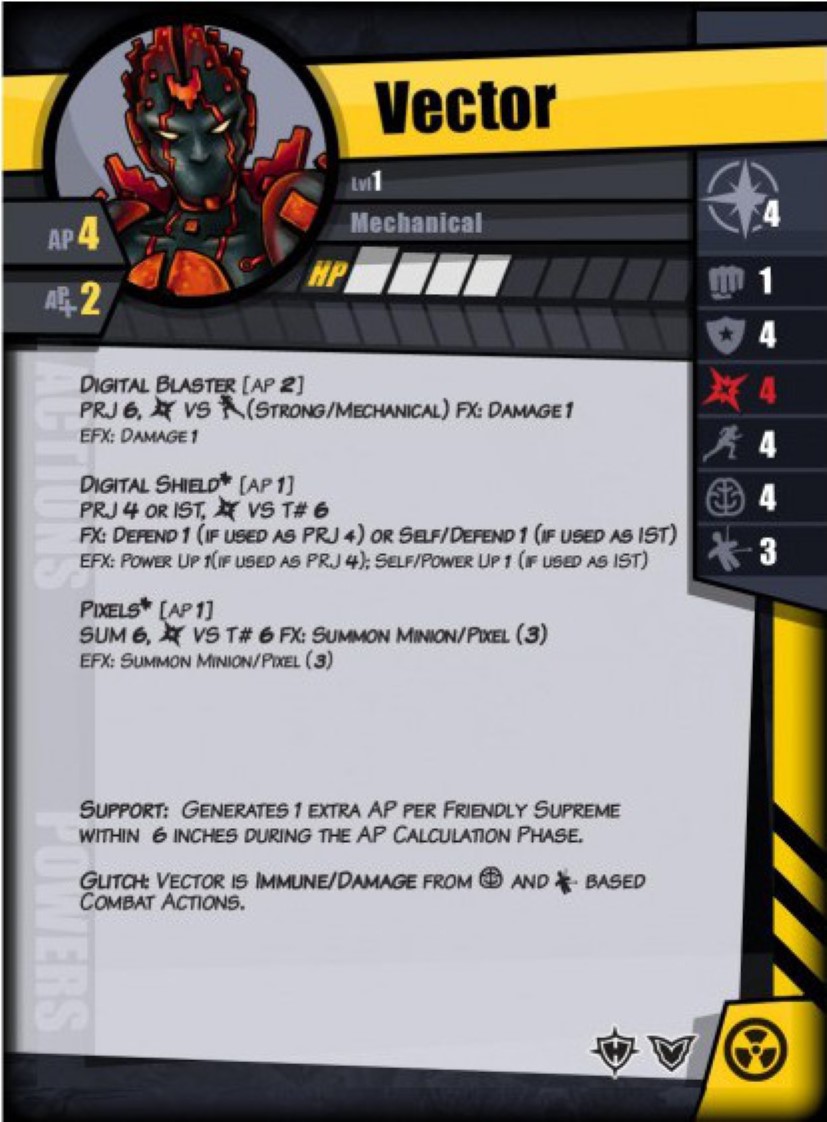 Vector
Lvl 1
Mechanical
AP 4
AP+ 2
HP
4
1
4
4
4
4
3
ACTIONS
DIGITAL BLASTER [AP 2]
PRJ 6, VS (STRONG/MECHANICAL) FX: DAMAGE 1
EFX: DAMAGE 1
DIGITAL SHIELD* [AP 1]
PRJ 4 OR IST, VS T# 6
FX: DEFEND 1 (IF USED AS PRJ 4) OR SELF/DEFEND 1 (IF USED AS IST)
EFX: POWER UP 1(IF USED AS PRJ 4); SELF/POWER UP 1 (IF USED AS IST)
PIXELS* [AP 1]
SUM 6, VS T# 6 FX: SUMMON MINION/PIXEL (3)
EFX: SUMMON MINION/PIXEL (3)
POWERS
SUPPORT: GENERATES 1 EXTRA AP PER FRIENDLY SUPREME
WITHIN 6 INCHES DURING THE AP CALCULATION PHASE.
GLITCH: VECTOR IS IMMUNE/DAMAGE FROM AND BASED
COMBAT ACTIONS.